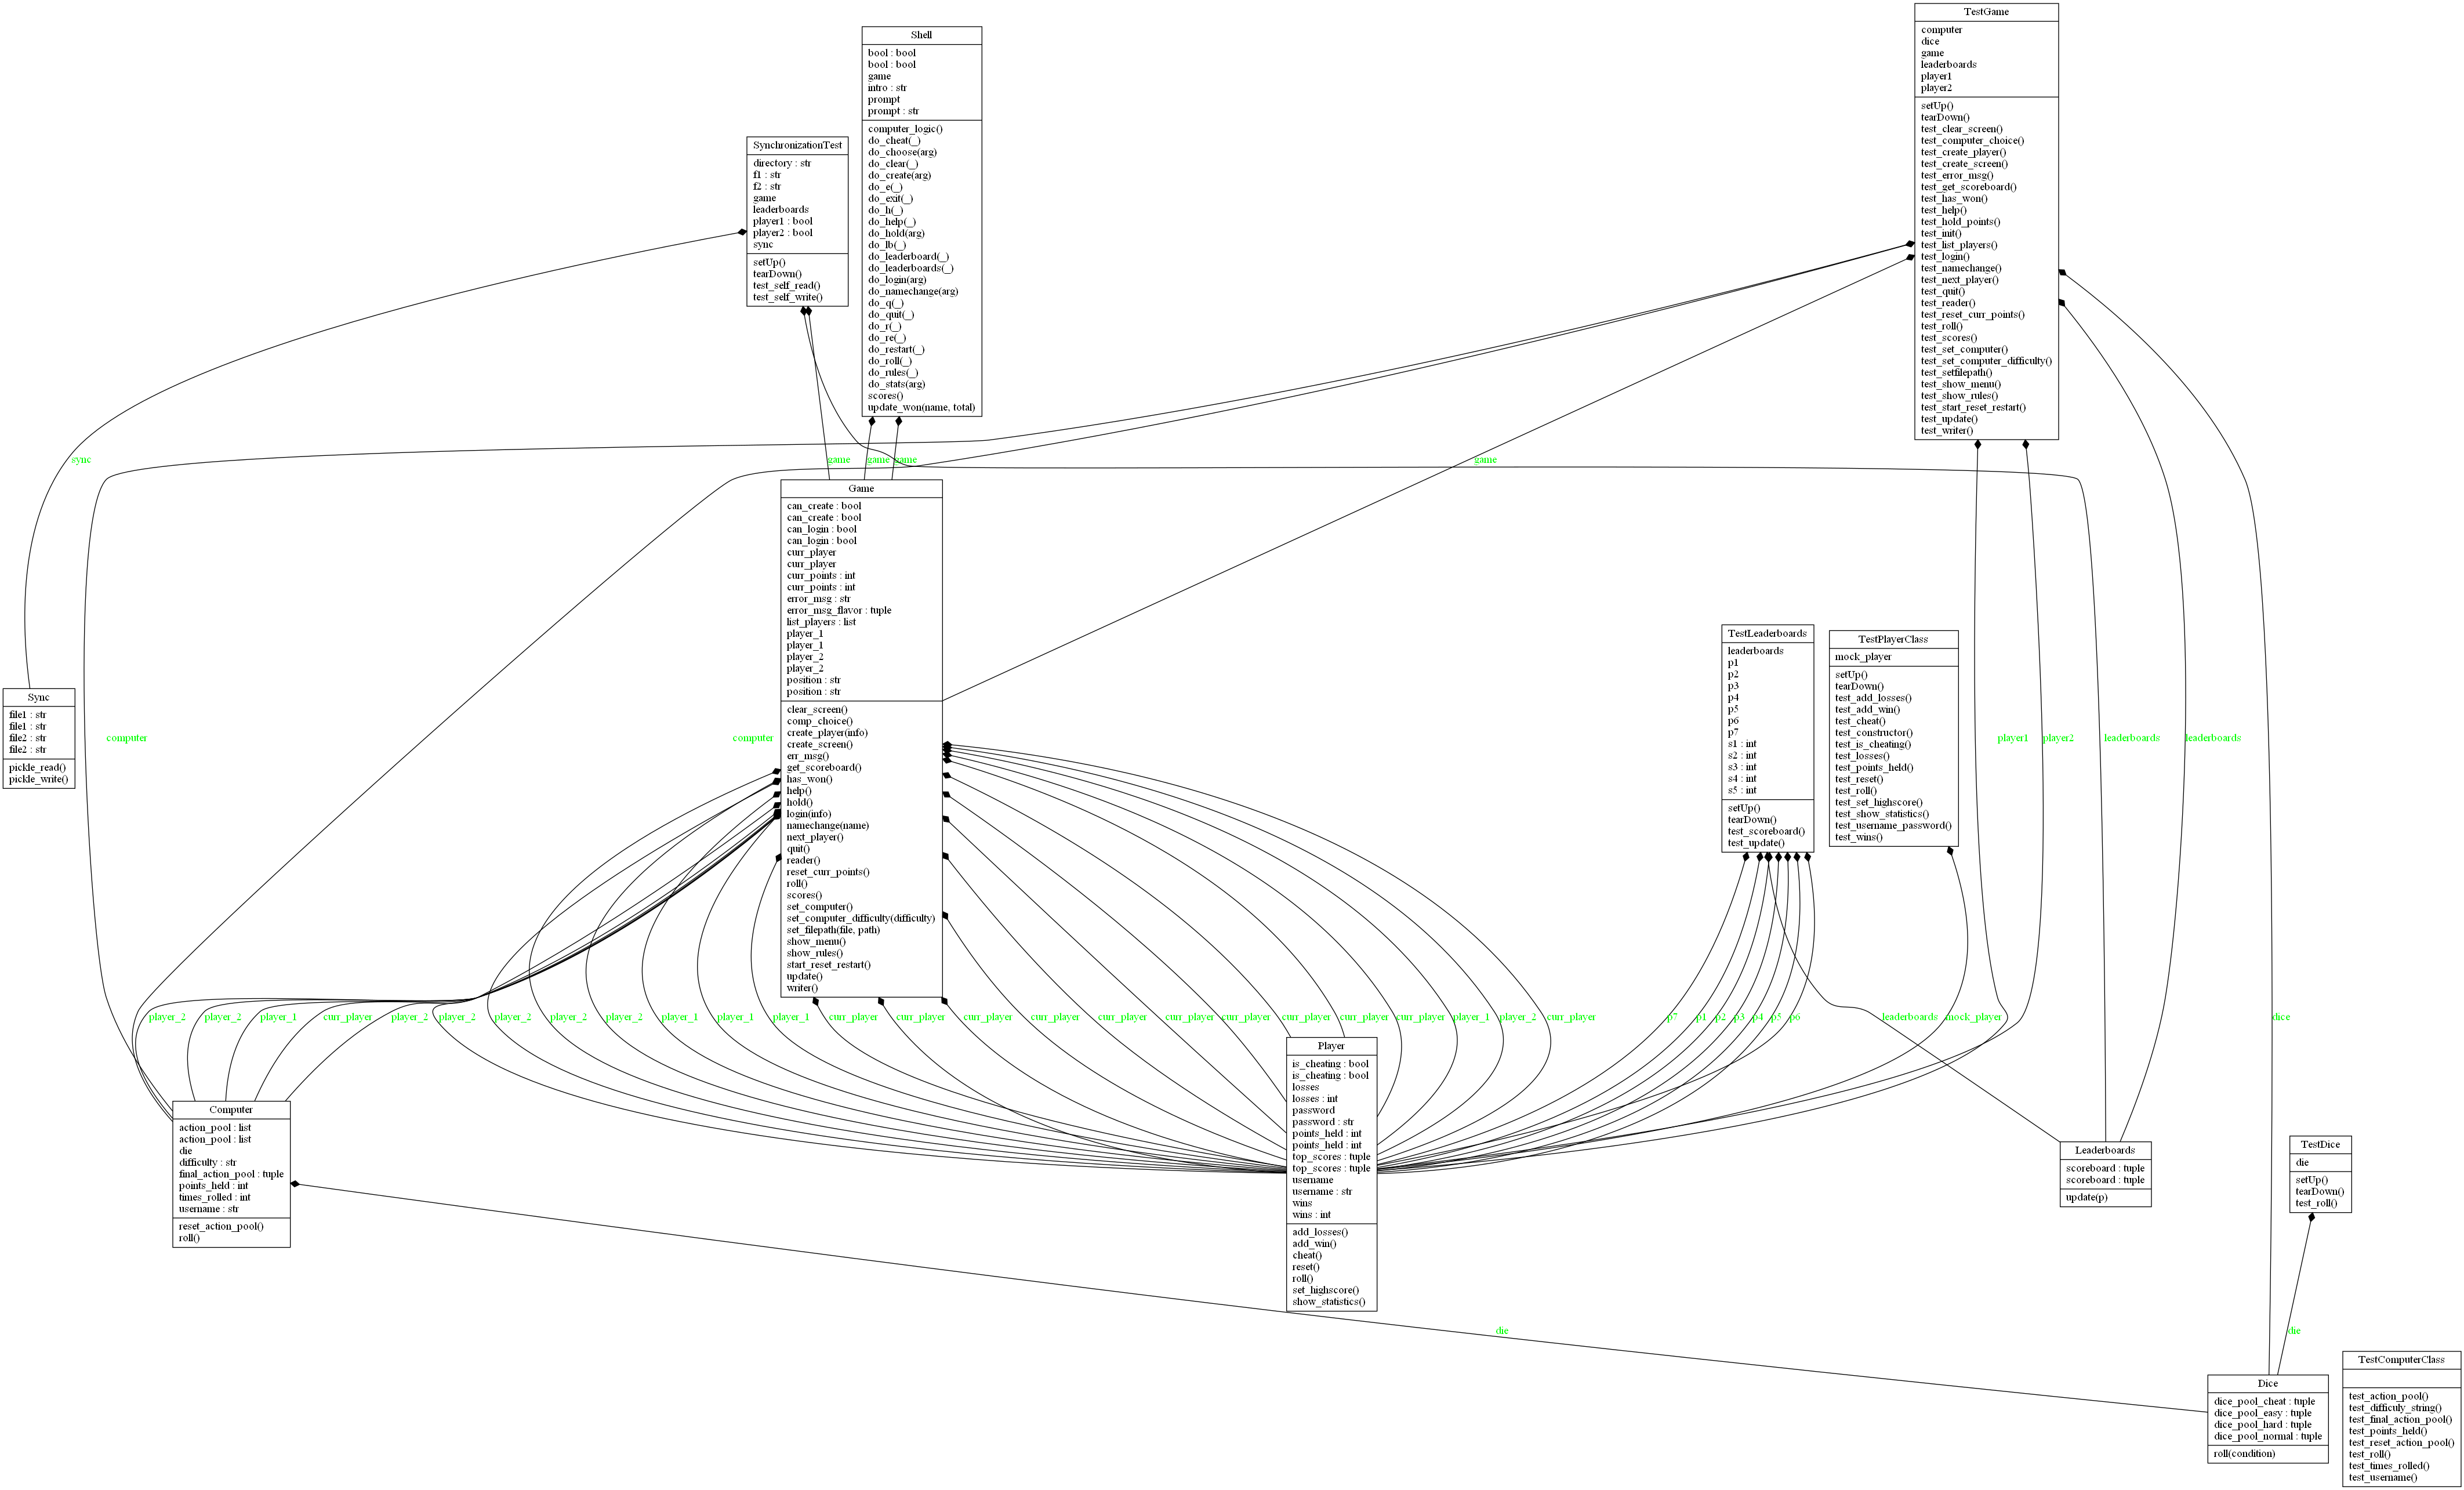 TestGame
computer
dice
game
leaderboards
player1
player2
setUp()
tearDown()
test_clear_screen()
test_computer_choice()
test_create_player()
test_create_screen()
test_error_msg()
test_get_scoreboard()
test_has_won()
test_help()
test_hold_points()
test_init()
test_list_players()
test_login()
test_namechange()
test_next_player()
test_quit()
test_reader()
test_reset_curr_points()
test_roll()
test_scores()
test_set_computer()
test_set_computer_difficulty()
test_setfilepath()
test_show_menu()
test_show_rules()
test_start_reset_restart()
test_update()
test_writer()
Shell
bool : bool
bool : bool
game
intro : str
prompt
prompt : str
computer_logic()
do_cheat(_)
do_choose(arg)
do_clear(_)
do_create(arg)
do_e(_)
do_exit(_)
do_h(_)
do_help(_)
do_hold(arg)
do_lb(_)
do_leaderboard(_)
do_leaderboards(_)
do_login(arg)
do_namechange(arg)
do_q(_)
do_quit(_)
do_r(_)
do_re(_)
do_restart(_)
do_roll(_)
do_rules(_)
do_stats(arg)
scores()
update_won(name, total)
SynchronizationTest
directory : str
f1 : str
f2 : str
game
leaderboards
player1 : bool
player2 : bool
sync
setUp()
tearDown()
test_self_read()
test_self_write()
sync
game
game
game
game
Game
can_create : bool
can_create : bool
can_login : bool
can_login : bool
curr_player
curr_player
curr_points : int
curr_points : int
error_msg : str
error_msg_flavor : tuple
list_players : list
player_1
player_1
player_2
player_2
position : str
position : str
clear_screen()
comp_choice()
create_player(info)
create_screen()
err_msg()
get_scoreboard()
has_won()
help()
hold()
login(info)
namechange(name)
next_player()
quit()
reader()
reset_curr_points()
roll()
scores()
set_computer()
set_computer_difficulty(difficulty)
set_filepath(file, path)
show_menu()
show_rules()
start_reset_restart()
update()
writer()
TestLeaderboards
leaderboards
p1
p2
p3
p4
p5
p6
p7
s1 : int
s2 : int
s3 : int
s4 : int
s5 : int
setUp()
tearDown()
test_scoreboard()
test_update()
TestPlayerClass
mock_player
setUp()
tearDown()
test_add_losses()
test_add_win()
test_cheat()
test_constructor()
test_is_cheating()
test_losses()
test_points_held()
test_reset()
test_roll()
test_set_highscore()
test_show_statistics()
test_username_password()
test_wins()
Sync
file1 : str
file1 : str
file2 : str
file2 : str
pickle_read()
pickle_write()
computer
computer
player1
player2
leaderboards
leaderboards
player_2
player_2
player_1
curr_player
player_2
player_2
player_2
player_2
player_2
player_1
player_1
player_1
curr_player
curr_player
curr_player
curr_player
curr_player
curr_player
curr_player
curr_player
curr_player
curr_player
player_1
player_2
curr_player
p7
p1
p2
p3
p4
p5
p6
leaderboards
mock_player
dice
Player
is_cheating : bool
is_cheating : bool
losses
losses : int
password
password : str
points_held : int
points_held : int
top_scores : tuple
top_scores : tuple
username
username : str
wins
wins : int
add_losses()
add_win()
cheat()
reset()
roll()
set_highscore()
show_statistics()
Computer
action_pool : list
action_pool : list
die
difficulty : str
final_action_pool : tuple
points_held : int
times_rolled : int
username : str
reset_action_pool()
roll()
Leaderboards
scoreboard : tuple
scoreboard : tuple
update(p)
TestDice
die
setUp()
tearDown()
test_roll()
die
die
Dice
dice_pool_cheat : tuple
dice_pool_easy : tuple
dice_pool_hard : tuple
dice_pool_normal : tuple
roll(condition)
TestComputerClass
test_action_pool()
test_difficuly_string()
test_final_action_pool()
test_points_held()
test_reset_action_pool()
test_roll()
test_times_rolled()
test_username()